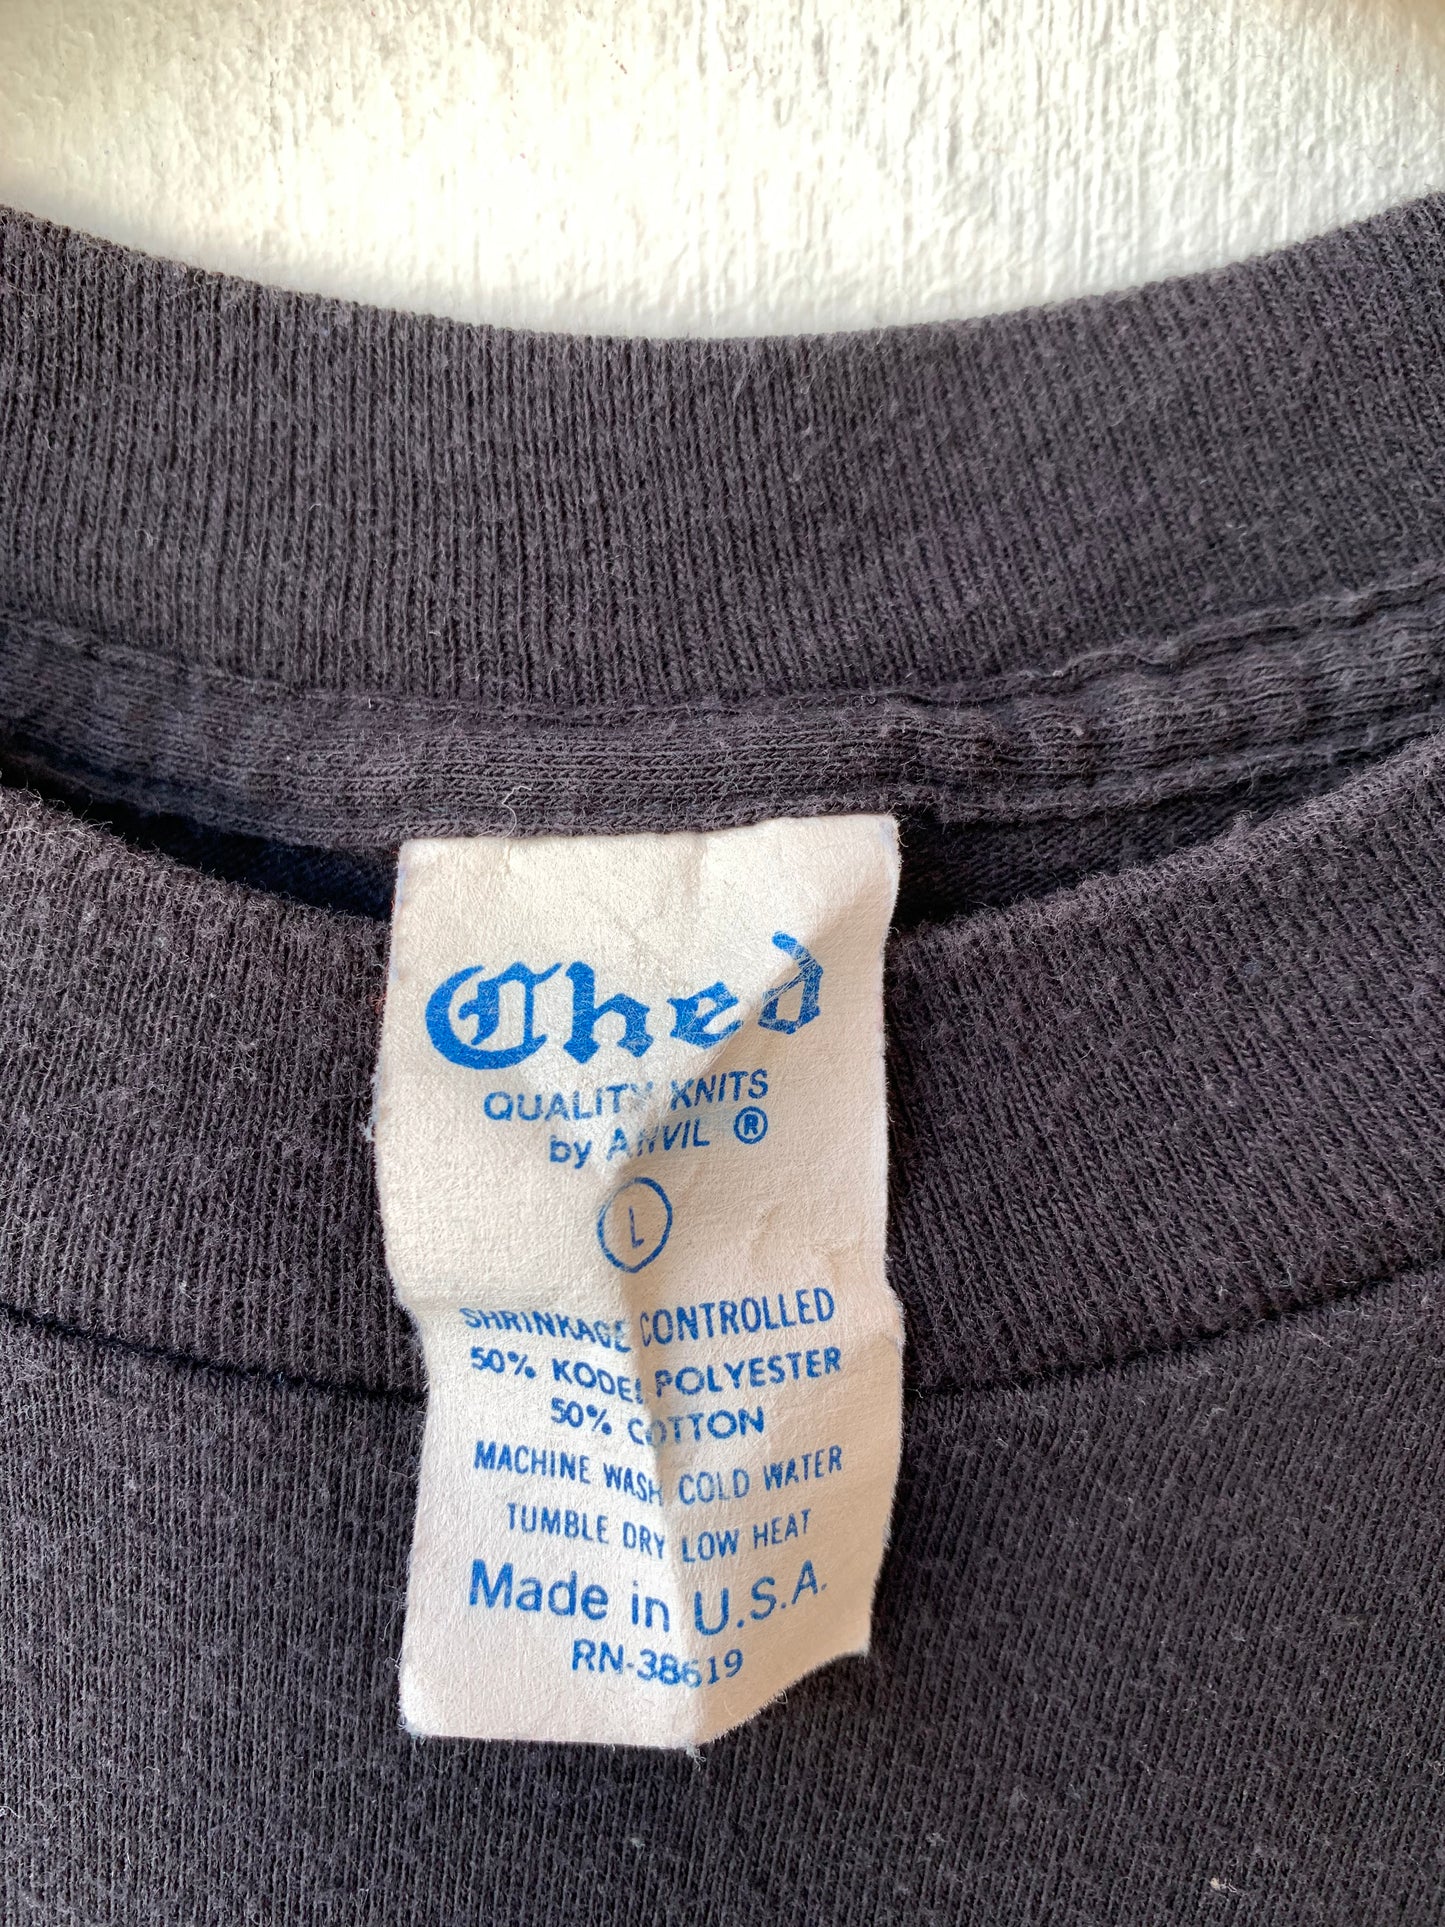 Ched
QUALITY KNITS
by ANVIL ®
L
SHRINKAGE CONTROLLED
50% KODEL POLYESTER
50% COTTON
MACHINE WASH COLD WATER
TUMBLE DRY LOW HEAT
Made in U.S.A.
RN-38619